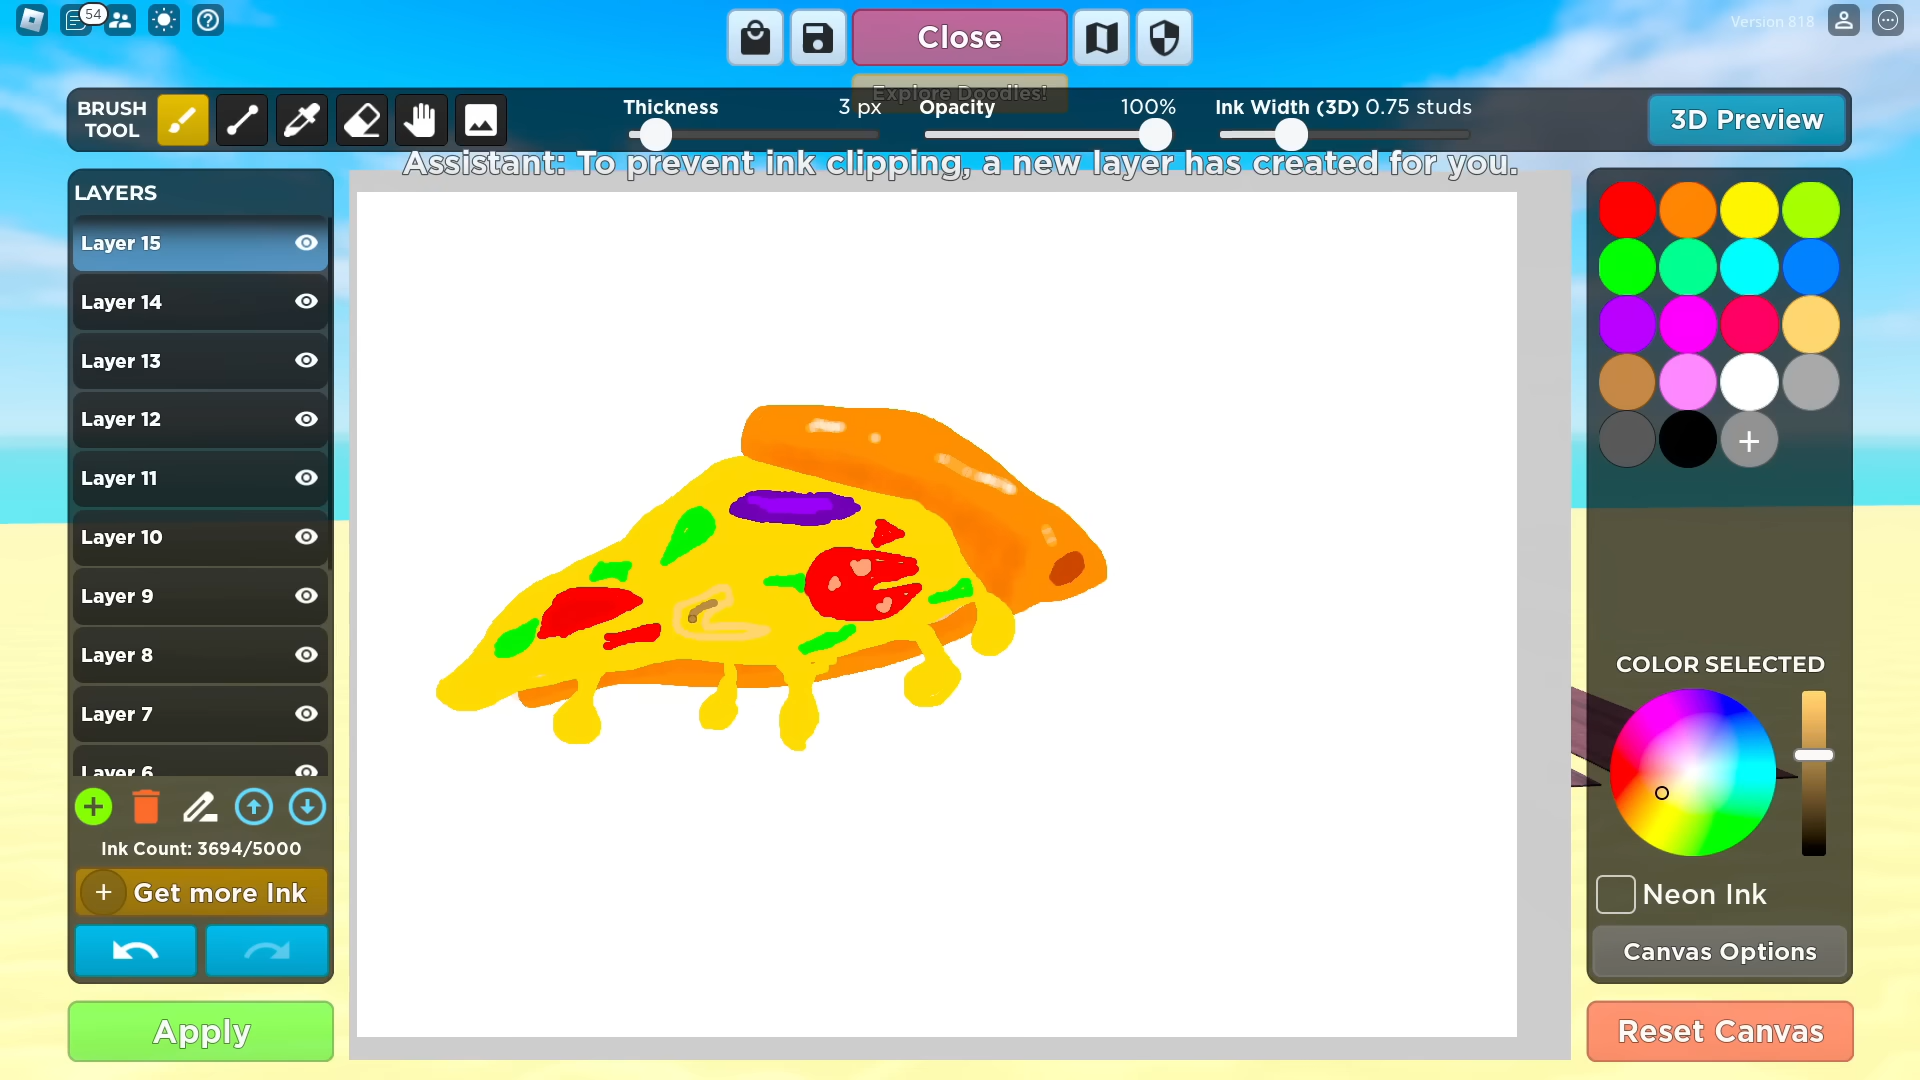 54
Close
Version 818
Explore Doodles!
BRUSH
TOOL
Thickness 3 px
Opacity 100%
Ink Width (3D) 0.75 studs
3D Preview
Assistant: To prevent ink clipping, a new layer has created for you.
LAYERS
Layer 15
Layer 14
Layer 13
Layer 12
Layer 11
Layer 10
Layer 9
Layer 8
Layer 7
Layer 6
Ink Count: 3694/5000
+ Get more Ink
Apply
COLOR SELECTED
Neon Ink
Canvas Options
Reset Canvas